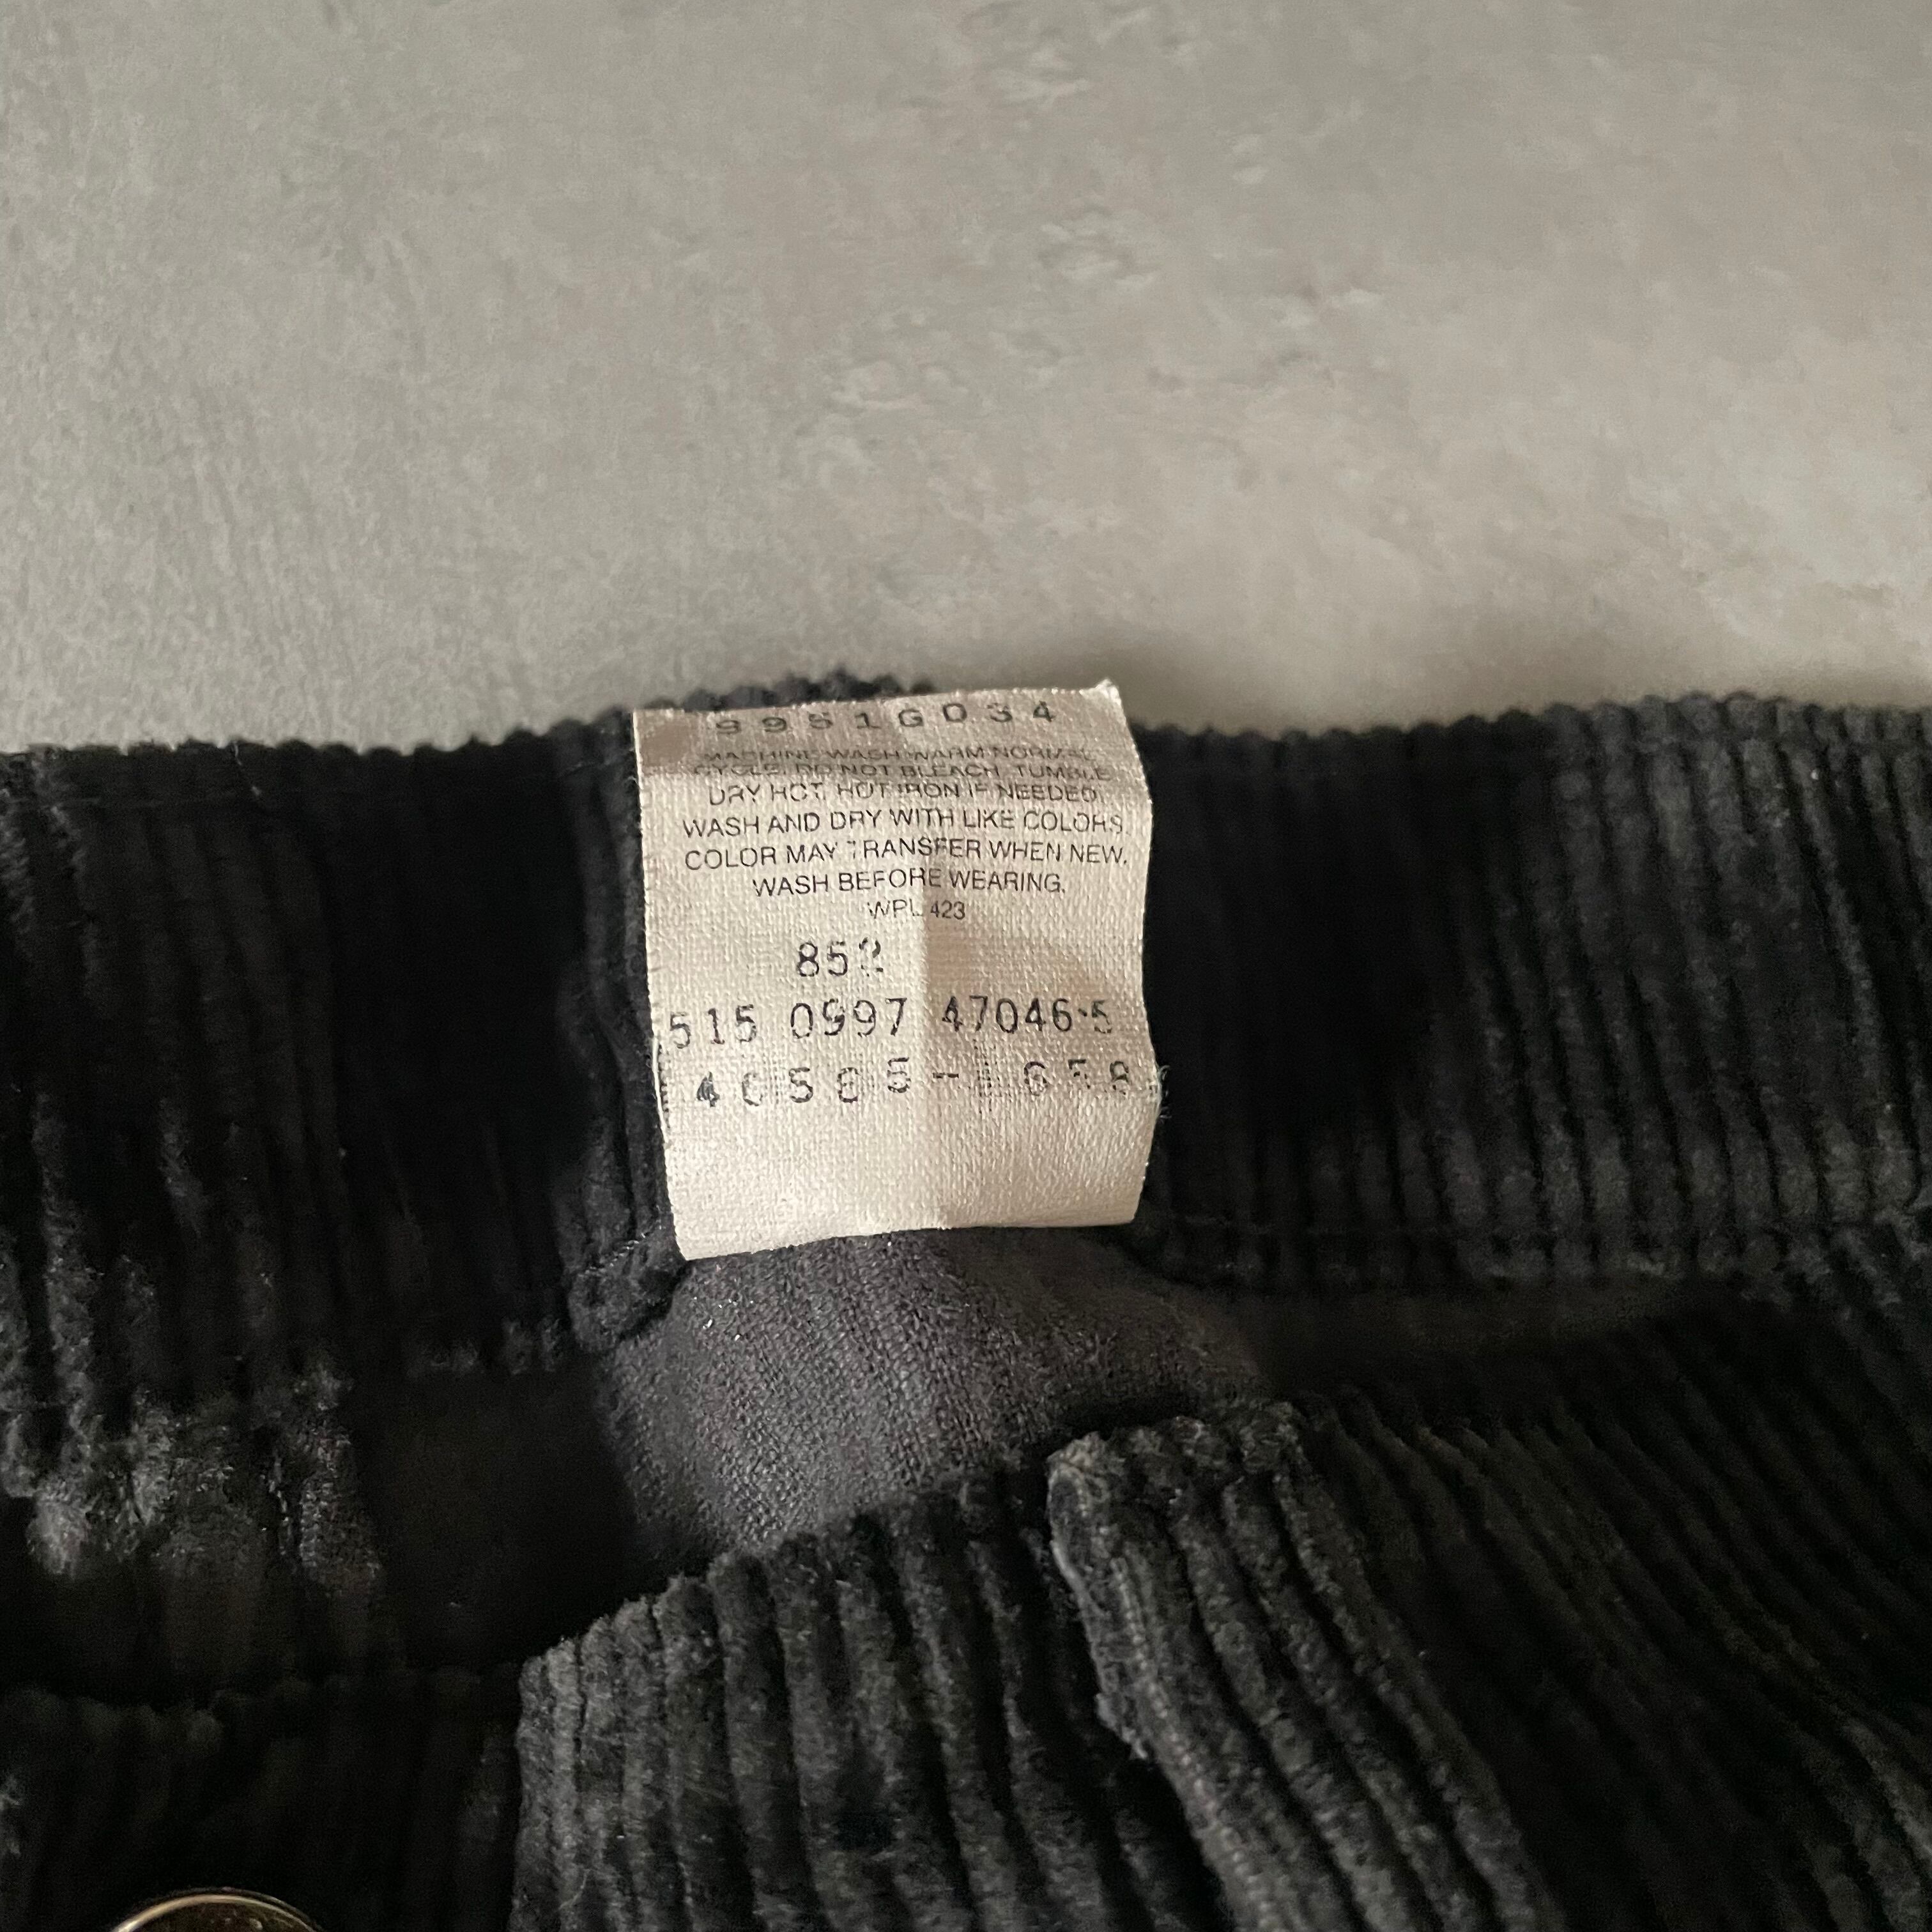 9951G034
MACHINE WASH WARM NORMAL
CYCLE. DO NOT BLEACH. TUMBLE
DRY HOT. HOT IRON IF NEEDED.
WASH AND DRY WITH LIKE COLORS.
COLOR MAY TRANSFER WHEN NEW.
WASH BEFORE WEARING.
WPL 423
852
515 0997 47046·5